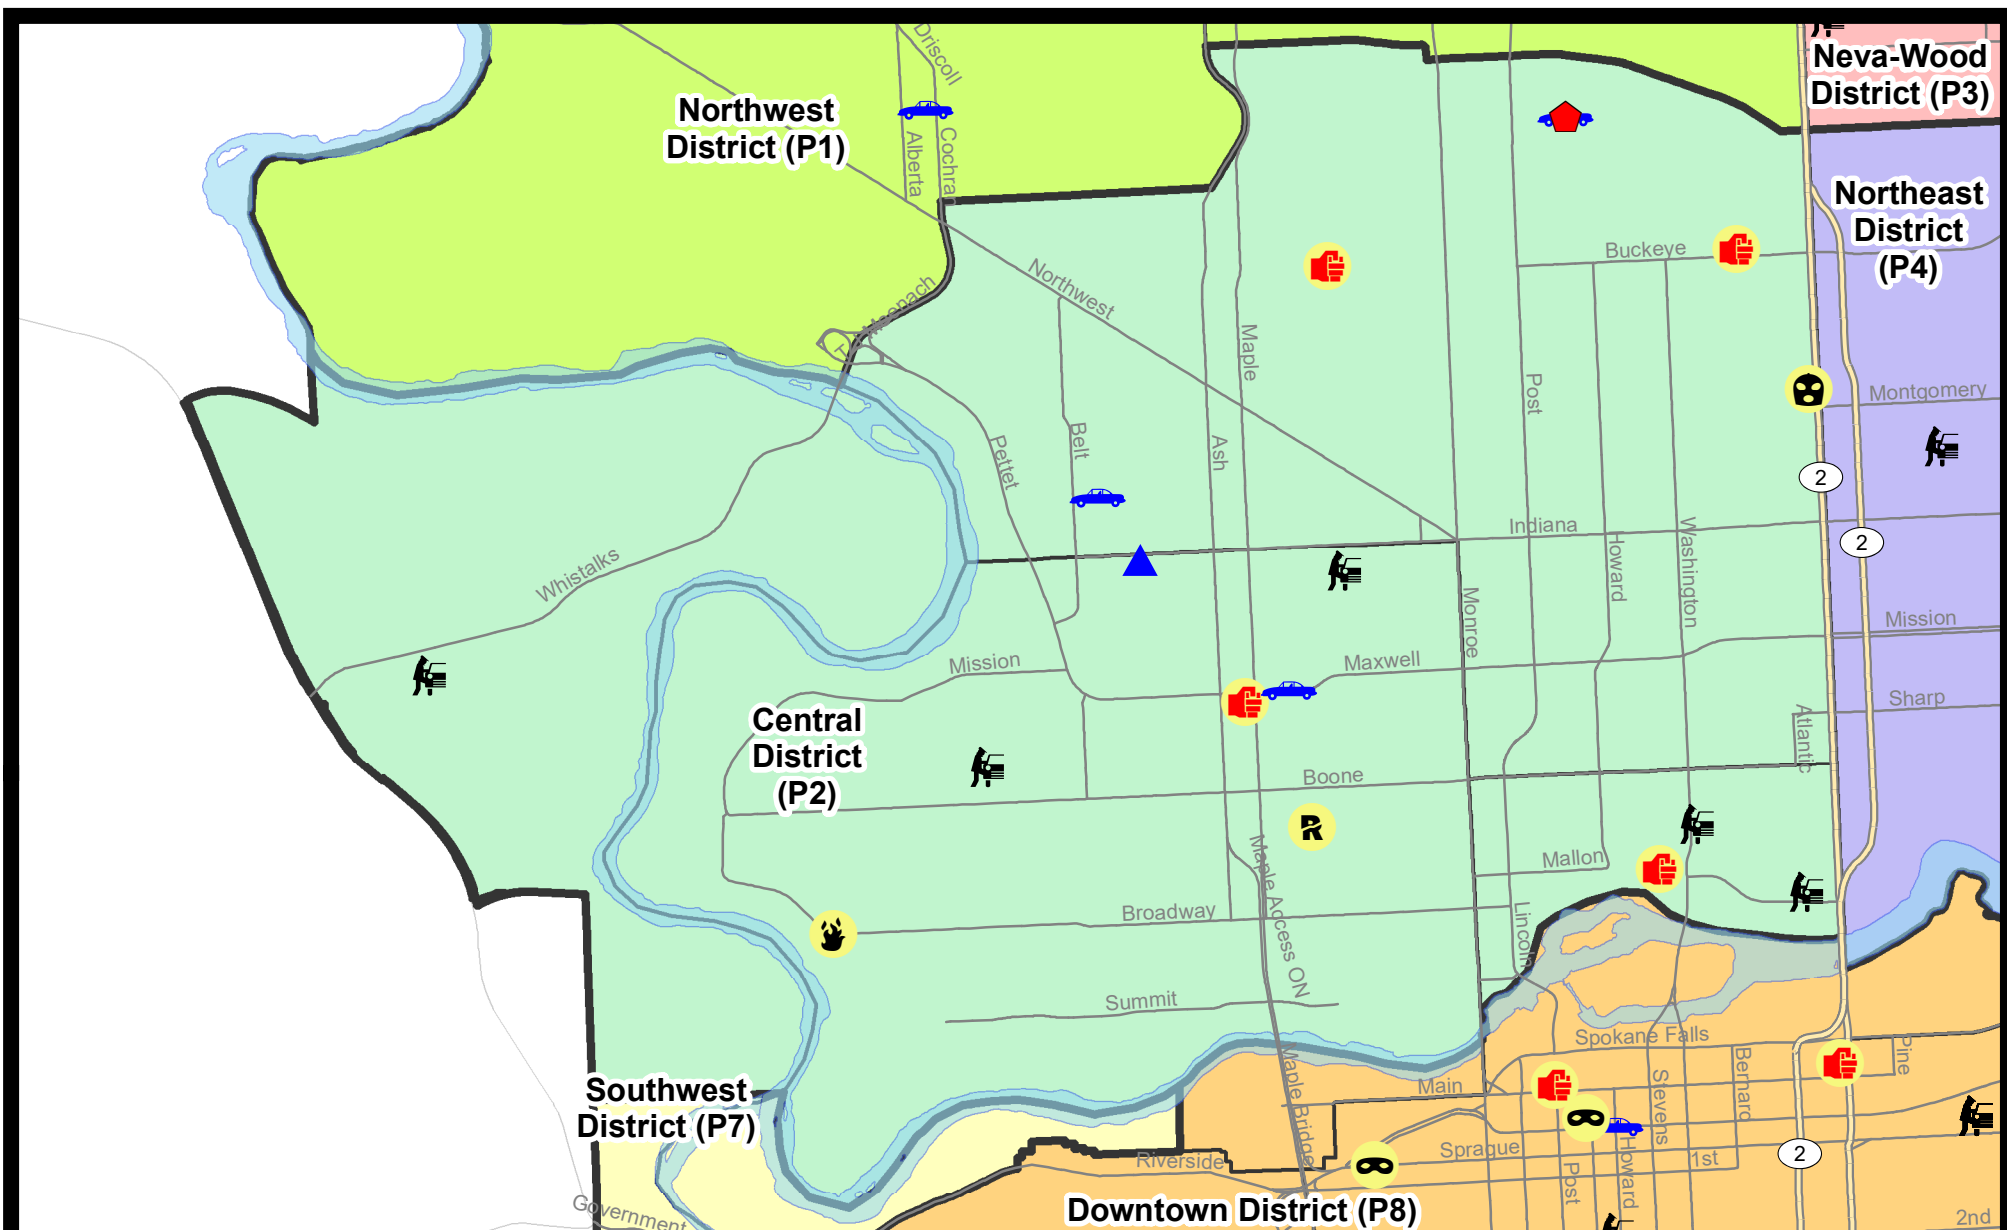 Driscoll
Neva-Wood
District (P3)
Northwest
District (P1)
Alberta
Cochran
Northeast
District
(P4)
Buckeye
Northwest
Maple
Post
Montgomery
Pettet
Belt
Ash
2
Indiana
2
Whistalks
Howard
Washington
Monroe
Mission
Mission
Maxwell
Sharp
Central
District
(P2)
Atlantic
Boone
Mallon
Maple Access ON
Broadway
Lincoln
Summit
Spokane Falls
Pine
Bernard
Stevens
Southwest
District (P7)
Main
Maple Bridge
Sprague
1st
2
Riverside
Post
Howard
Government
Downtown District (P8)
2nd
R